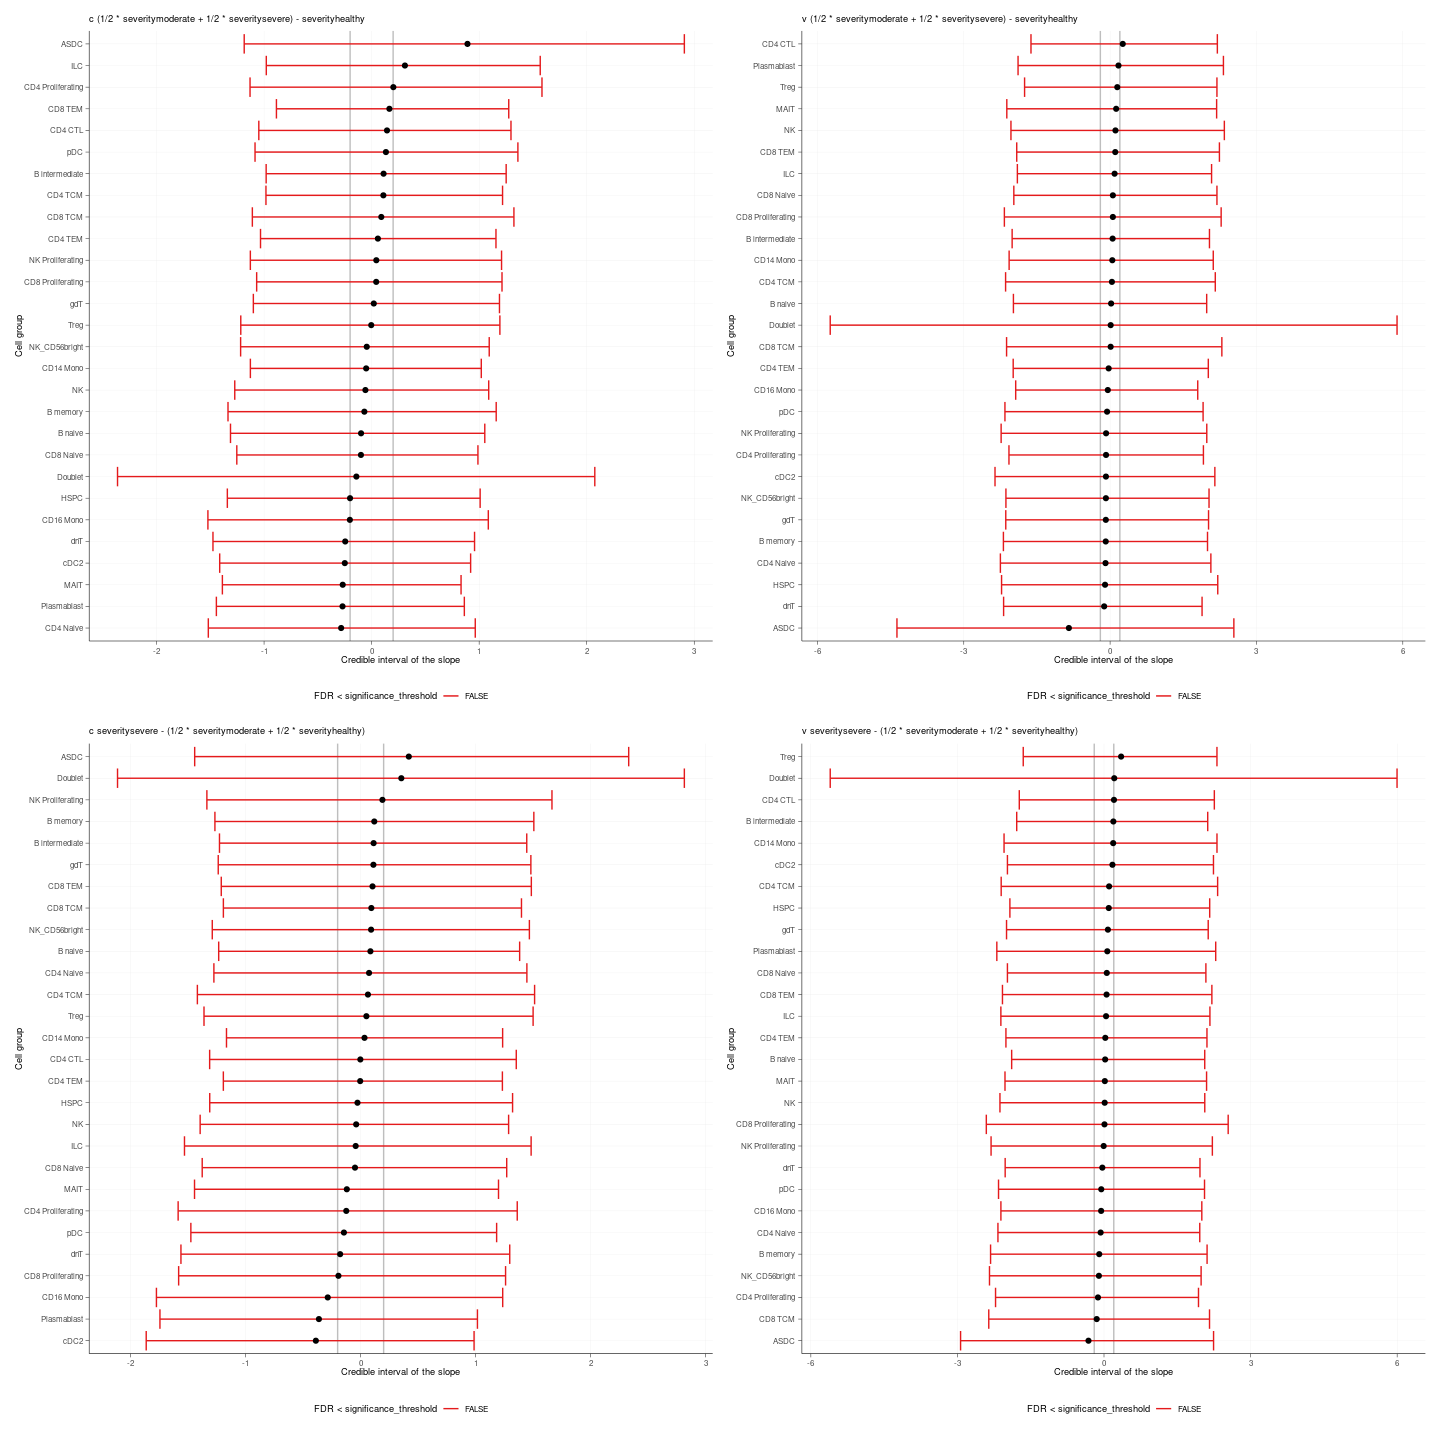 c (1/2 * severitymoderate + 1/2 * severitysevere) - severityhealthy
ASDC
ILC
CD4 Proliferating
CD8 TEM
CD4 CTL
pDC
B intermediate
CD4 TCM
CD8 TCM
CD4 TEM
NK Proliferating
CD8 Proliferating
gdT
Treg
NK_CD56bright
CD14 Mono
NK
B memory
B naive
CD8 Naive
Doublet
HSPC
CD16 Mono
dnT
cDC2
MAIT
Plasmablast
CD4 Naive
Cell group
-2 -1 0 1 2 3
Credible interval of the slope
FDR < significance_threshold FALSE
v (1/2 * severitymoderate + 1/2 * severitysevere) - severityhealthy
CD4 CTL
Plasmablast
Treg
MAIT
NK
CD8 TEM
ILC
CD8 Naive
CD8 Proliferating
B intermediate
CD14 Mono
CD4 TCM
B naive
Doublet
CD8 TCM
CD4 TEM
CD16 Mono
pDC
NK Proliferating
CD4 Proliferating
cDC2
NK_CD56bright
gdT
B memory
CD4 Naive
HSPC
dnT
ASDC
Cell group
-6 -3 0 3 6
Credible interval of the slope
FDR < significance_threshold FALSE
c severitysevere - (1/2 * severitymoderate + 1/2 * severityhealthy)
ASDC
Doublet
NK Proliferating
B memory
B intermediate
gdT
CD8 TEM
CD8 TCM
NK_CD56bright
B naive
CD4 Naive
CD4 TCM
Treg
CD14 Mono
CD4 CTL
CD4 TEM
HSPC
NK
ILC
CD8 Naive
MAIT
CD4 Proliferating
pDC
dnT
CD8 Proliferating
CD16 Mono
Plasmablast
cDC2
Cell group
-2 -1 0 1 2 3
Credible interval of the slope
FDR < significance_threshold FALSE
v severitysevere - (1/2 * severitymoderate + 1/2 * severityhealthy)
Treg
Doublet
CD4 CTL
B intermediate
CD14 Mono
cDC2
CD4 TCM
HSPC
gdT
Plasmablast
CD8 Naive
CD8 TEM
ILC
CD4 TEM
B naive
MAIT
NK
CD8 Proliferating
NK Proliferating
dnT
pDC
CD16 Mono
CD4 Naive
B memory
NK_CD56bright
CD4 Proliferating
CD8 TCM
ASDC
Cell group
-6 -3 0 3 6
Credible interval of the slope
FDR < significance_threshold FALSE